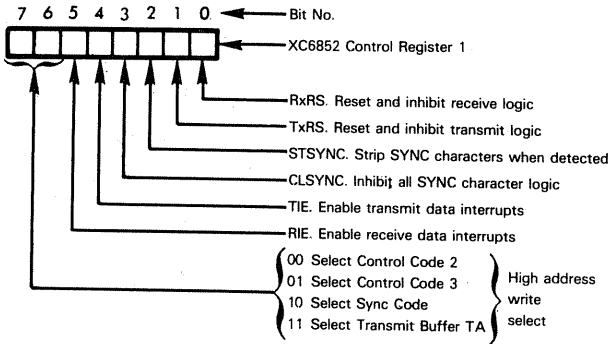 7 6 5 4 3 2 1 0 Bit No.
XC6852 Control Register 1
RxRS. Reset and inhibit receive logic
TxRS. Reset and inhibit transmit logic
STSYNC. Strip SYNC characters when detected
CLSYNC. Inhibit all SYNC character logic
TIE. Enable transmit data interrupts
RIE. Enable receive data interrupts
00 Select Control Code 2
01 Select Control Code 3
10 Select Sync Code
11 Select Transmit Buffer TA
High address
write
select